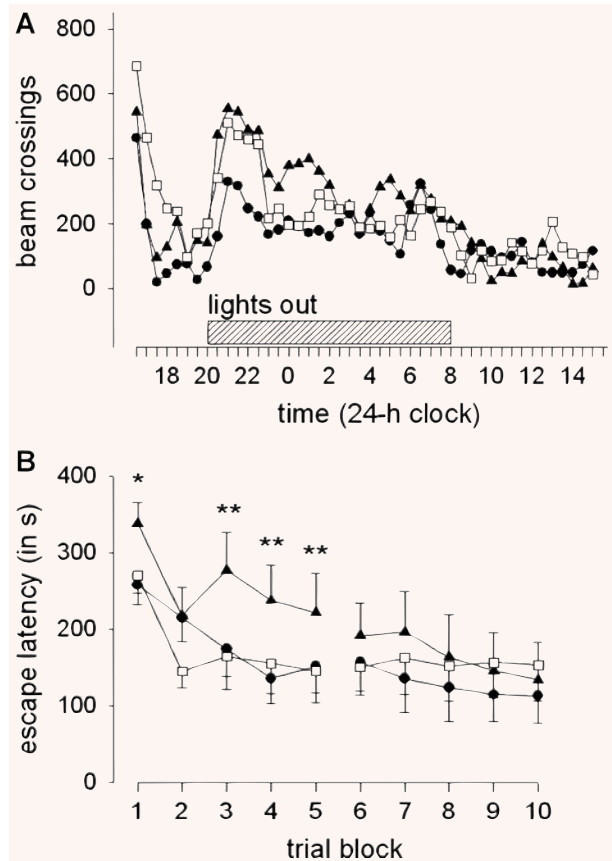 A
beam crossings
800
600
400
200
0
lights out
18 20 22 0 2 4 6 8 10 12 14
time (24-h clock)
B
escape latency (in s)
400
300
200
100
0
* ** ** **
1 2 3 4 5 6 7 8 9 10
trial block